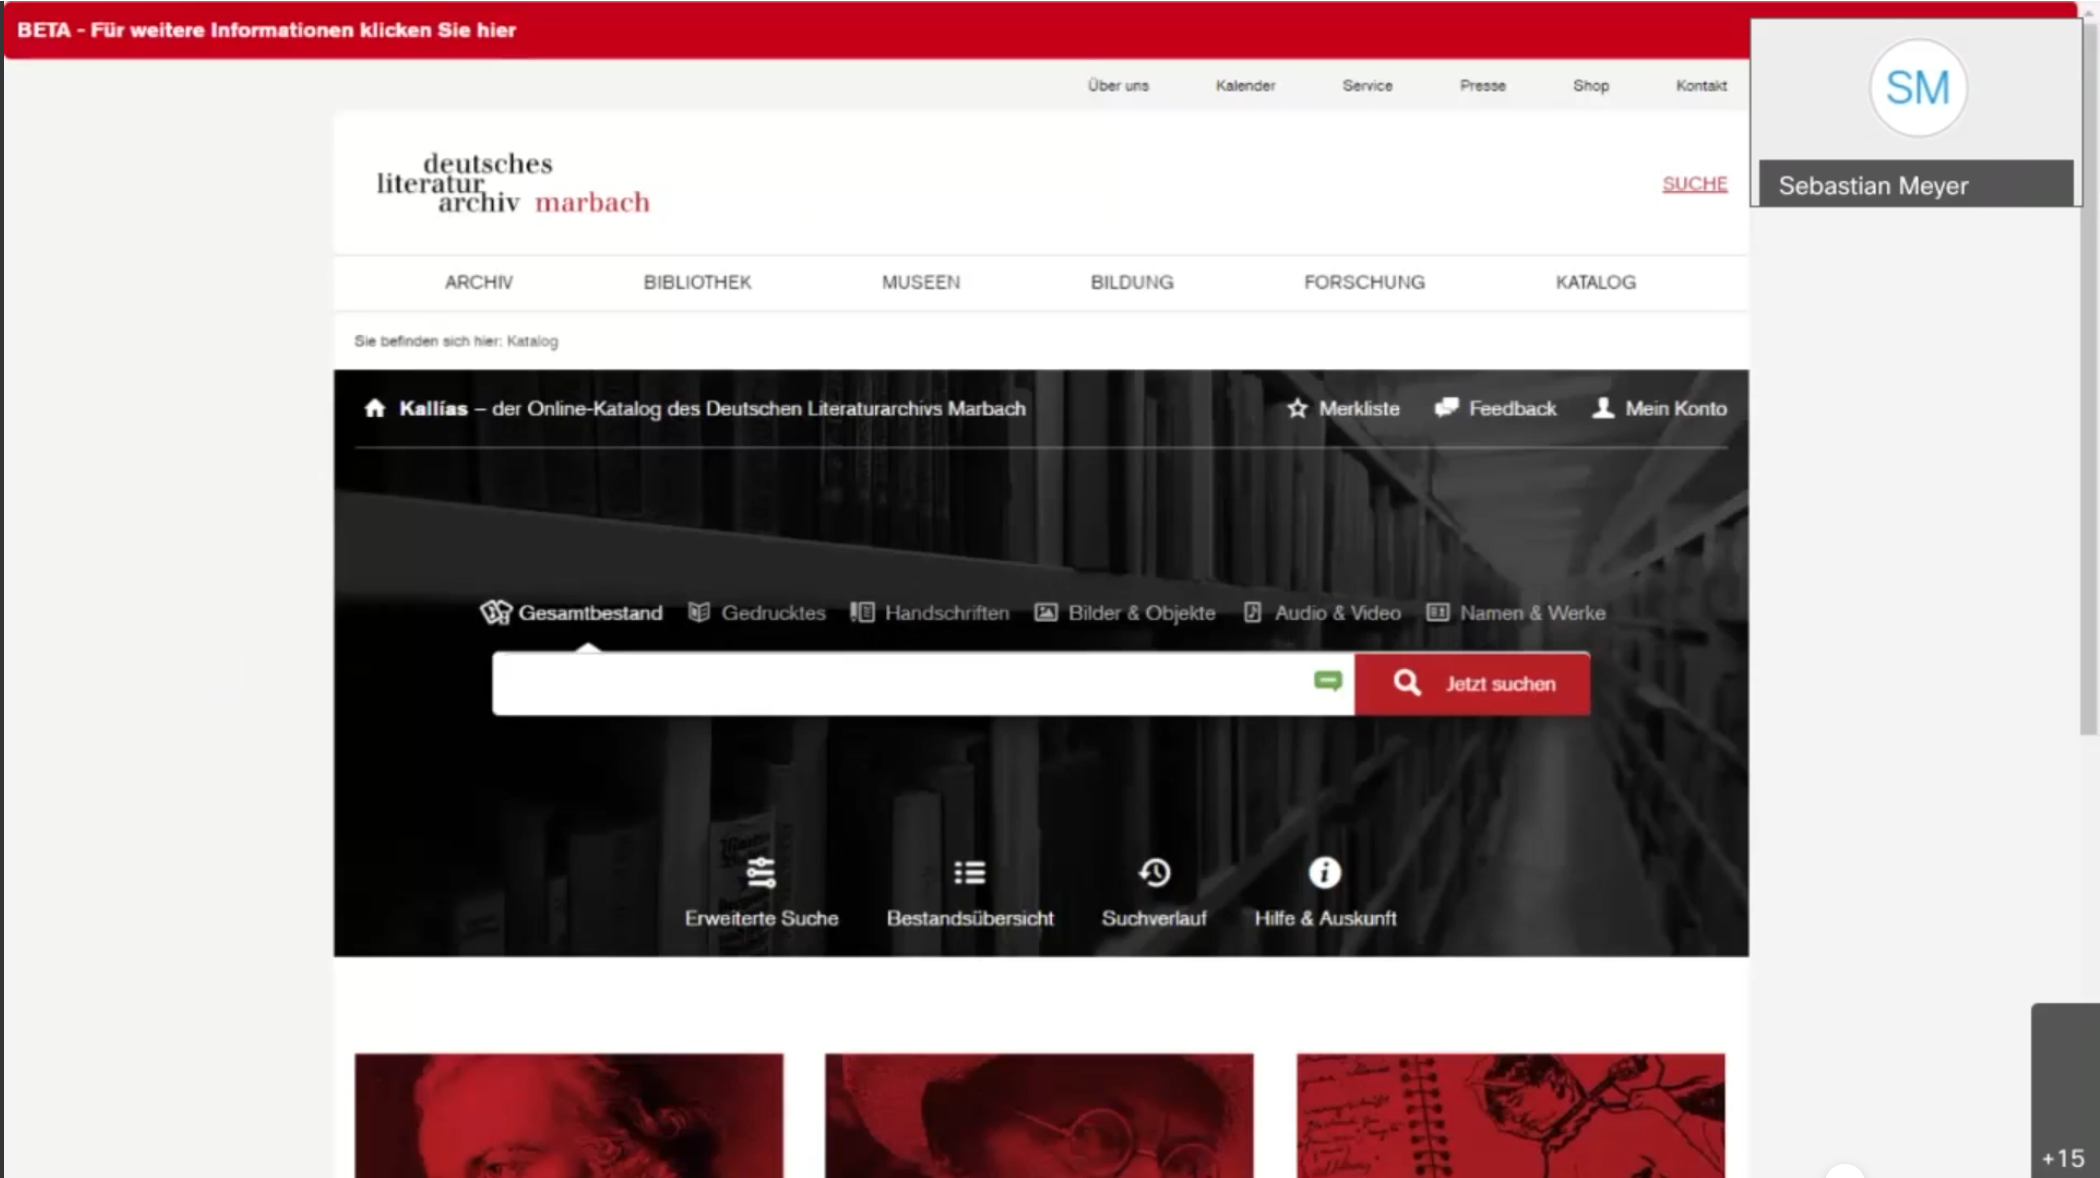 BETA - Für weitere Informationen klicken Sie hier
Über uns Kalender Service Presse Shop Kontakt
SM
Sebastian Meyer
deutsches
literatur
archiv marbach
SUCHE
ARCHIV BIBLIOTHEK MUSEEN BILDUNG FORSCHUNG KATALOG
Sie befinden sich hier: Katalog
Kallías – der Online-Katalog des Deutschen Literaturarchivs Marbach Merkliste Feedback Mein Konto
Gesamtbestand Gedrucktes Handschriften Bilder & Objekte Audio & Video Namen & Werke
Jetzt suchen
Erweiterte Suche Bestandsübersicht Suchverlauf Hilfe & Auskunft
+15